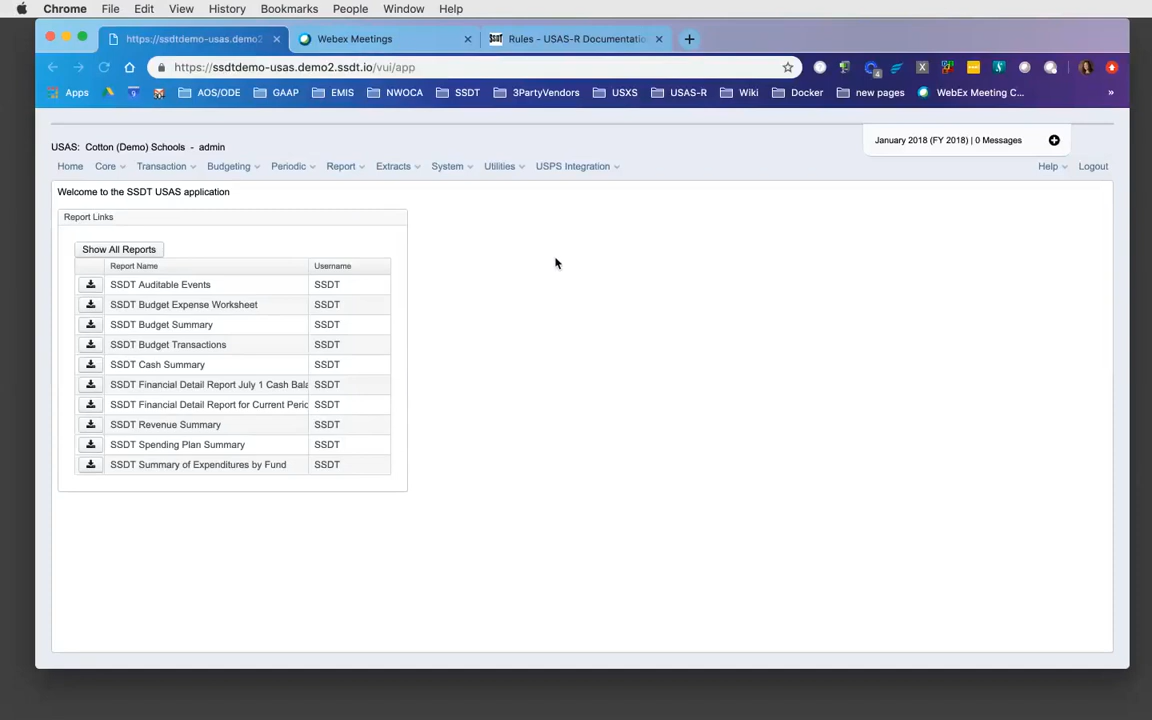 Chrome File Edit View History Bookmarks People Window Help
https://ssdtdemo-usas.demo2 Webex Meetings Rules - USAS-R Documentatio
https://ssdtdemo-usas.demo2.ssdt.io/vui/app
4
Apps AOS/ODE GAAP EMIS NWOCA SSDT 3PartyVendors USXS USAS-R Wiki Docker new pages WebEx Meeting C... »
USAS: Cotton (Demo) Schools - admin
January 2018 (FY 2018) | 0 Messages
Home Core Transaction Budgeting Periodic Report Extracts System Utilities USPS Integration Help Logout
Welcome to the SSDT USAS application
Report Links
Show All Reports
Report Name Username
SSDT Auditable Events SSDT
SSDT Budget Expense Worksheet SSDT
SSDT Budget Summary SSDT
SSDT Budget Transactions SSDT
SSDT Cash Summary SSDT
SSDT Financial Detail Report July 1 Cash Bala SSDT
SSDT Financial Detail Report for Current Perio SSDT
SSDT Revenue Summary SSDT
SSDT Spending Plan Summary SSDT
SSDT Summary of Expenditures by Fund SSDT